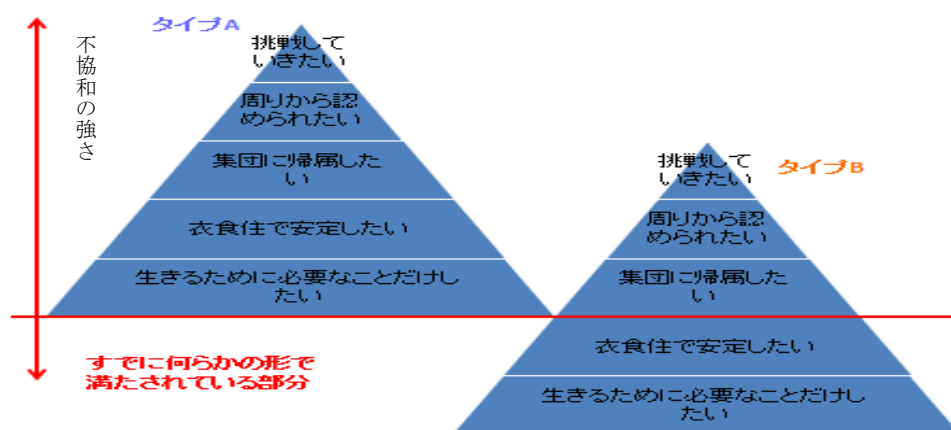 不協和の強さ
タイプA
挑戦して
いきたい
周りから認
められたい
集団に帰属した
い
衣食住で安定したい
生きるために必要なことだけし
たい
タイプB
挑戦して
いきたい
周りから認
められたい
集団に帰属した
い
衣食住で安定したい
生きるために必要なことだけし
たい
すでに何らかの形で
満たされている部分